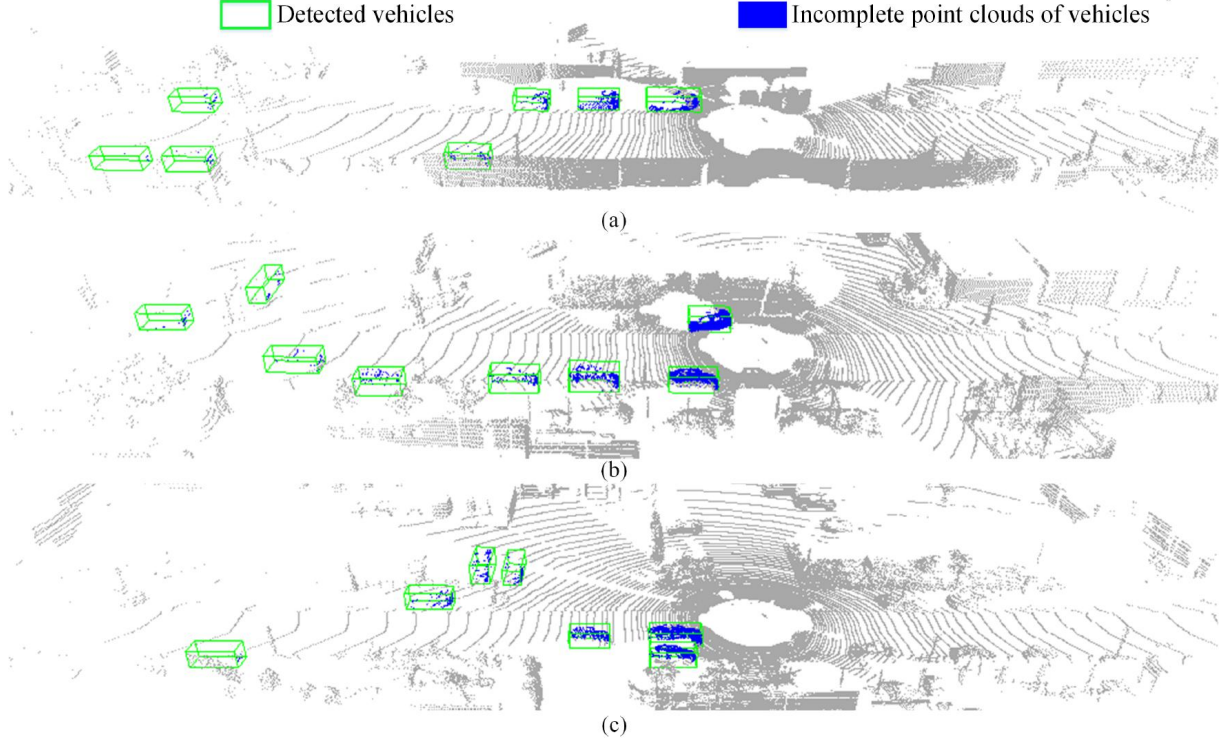 Detected vehicles
Incomplete point clouds of vehicles
(a)
(b)
(c)